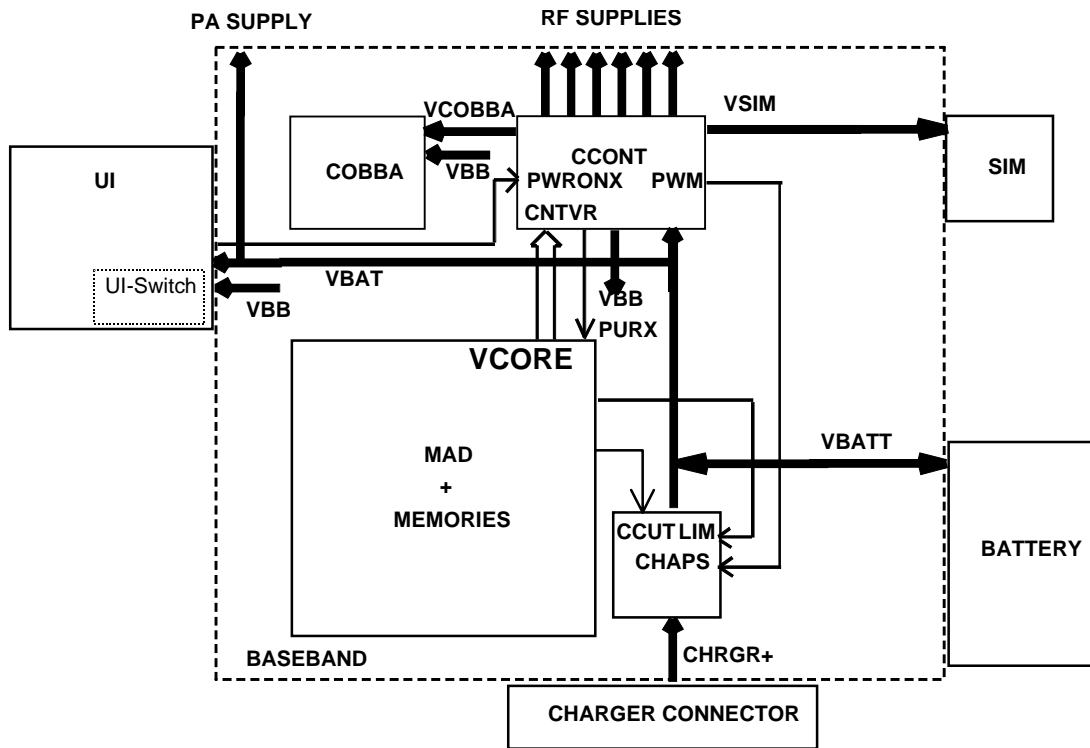 PA SUPPLY
RF SUPPLIES
VCOBBA
VSIM
COBBA
VBB
CCONT
PWRONX PWM
CNTVR
SIM
UI
UI-Switch
VBAT
VBB
VBB
PURX
VCORE
MAD
+
MEMORIES
VBATT
CCUT LIM
CHAPS
BATTERY
BASEBAND
CHRGR+
CHARGER CONNECTOR